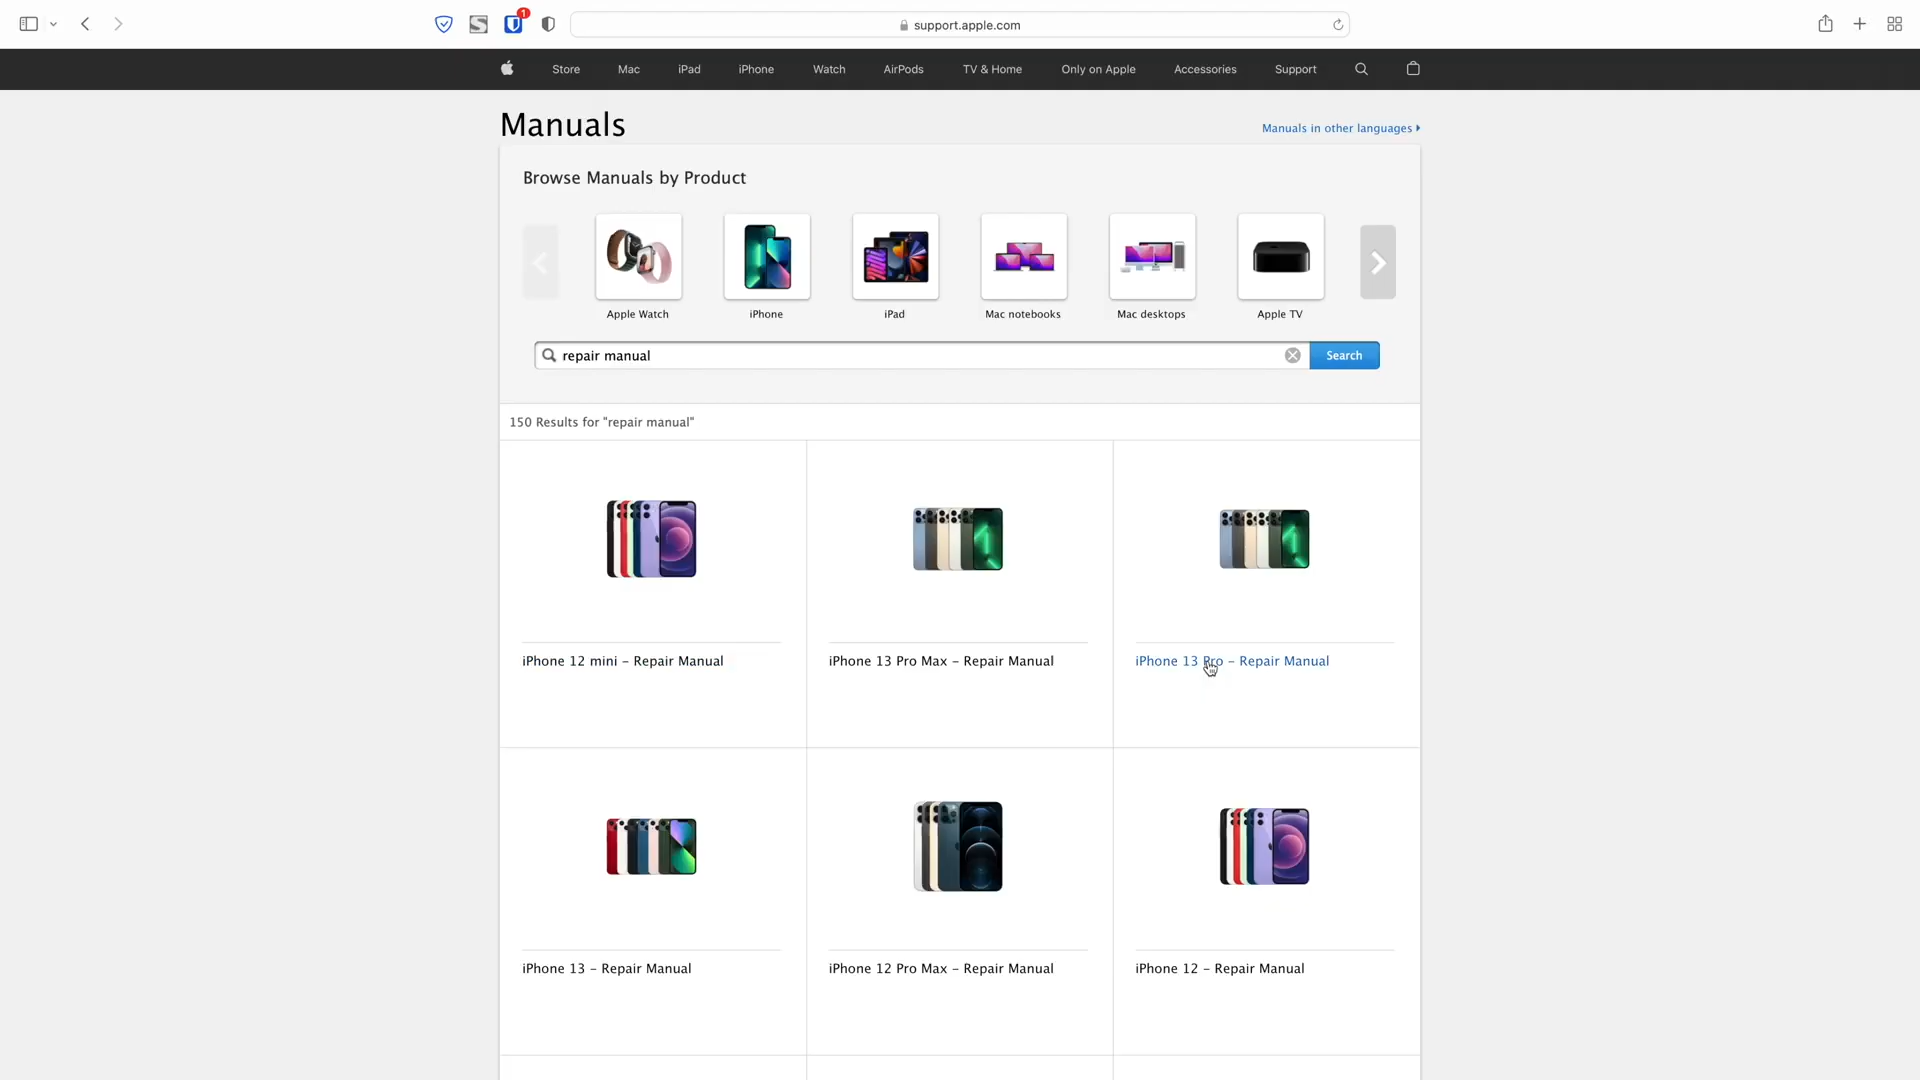 1
support.apple.com
Store Mac iPad iPhone Watch AirPods TV & Home Only on Apple Accessories Support
Manuals
Manuals in other languages
Browse Manuals by Product
Apple Watch iPhone iPad Mac notebooks Mac desktops Apple TV
repair manual Search
150 Results for "repair manual"
iPhone 12 mini – Repair Manual iPhone 13 Pro Max – Repair Manual iPhone 13 Pro – Repair Manual
iPhone 13 – Repair Manual iPhone 12 Pro Max – Repair Manual iPhone 12 – Repair Manual